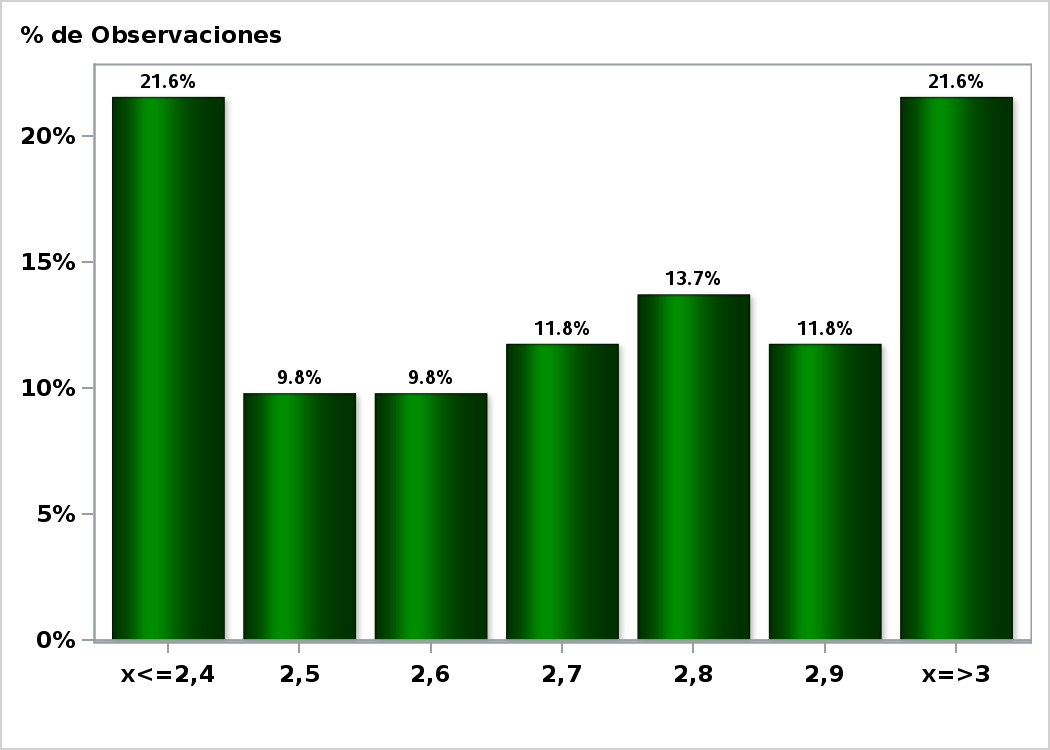 % de Observaciones
21.6% 9.8% 9.8% 11.8% 13.7% 11.8% 21.6%
20%
15%
10%
5%
0%
x<=2,4 2,5 2,6 2,7 2,8 2,9 x=>3